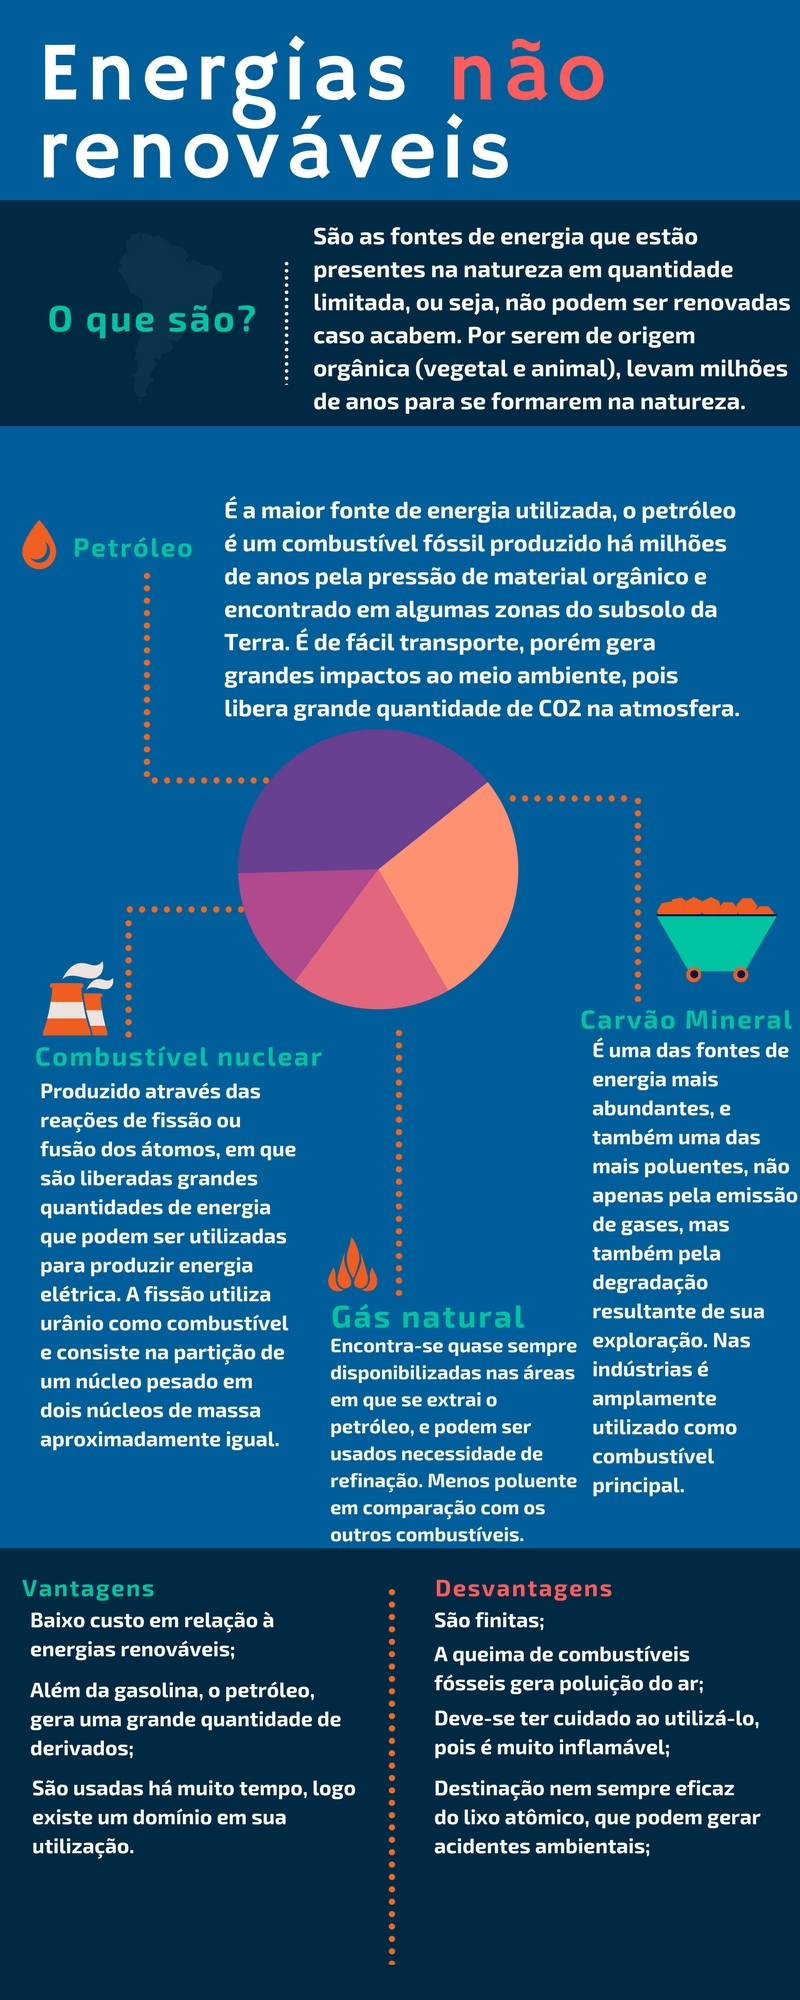 Energias não
renováveis
O que são?
São as fontes de energia que estão
presentes na natureza em quantidade
limitada, ou seja, não podem ser renovadas
caso acabem. Por serem de origem
orgânica (vegetal e animal), levam milhões
de anos para se formarem na natureza.
Petróleo
É a maior fonte de energia utilizada, o petróleo
é um combustível fóssil produzido há milhões
de anos pela pressão de material orgânico e
encontrado em algumas zonas do subsolo da
Terra. É de fácil transporte, porém gera
grandes impactos ao meio ambiente, pois
libera grande quantidade de CO2 na atmosfera.
Combustível nuclear
Produzido através das
reações de fissão ou
fusão dos átomos, em que
são liberadas grandes
quantidades de energia
que podem ser utilizadas
para produzir energia
elétrica. A fissão utiliza
urânio como combustível
e consiste na partição de
um núcleo pesado em
dois núcleos de massa
aproximadamente igual.
Gás natural
Encontra-se quase sempre
disponibilizadas nas áreas
em que se extrai o
petróleo, e podem ser
usados necessidade de
refinação. Menos poluente
em comparação com os
outros combustíveis.
Carvão Mineral
É uma das fontes de
energia mais
abundantes, e
também uma das
mais poluentes, não
apenas pela emissão
de gases, mas
também pela
degradação
resultante de sua
exploração. Nas
indústrias é
amplamente
utilizado como
combustível
principal.
Vantagens
Baixo custo em relação à
energias renováveis;
Além da gasolina, o petróleo,
gera uma grande quantidade de
derivados;
São usadas há muito tempo, logo
existe um domínio em sua
utilização.
Desvantagens
São finitas;
A queima de combustíveis
fósseis gera poluição do ar;
Deve-se ter cuidado ao utilizá-lo,
pois é muito inflamável;
Destinação nem sempre eficaz
do lixo atômico, que podem gerar
acidentes ambientais;